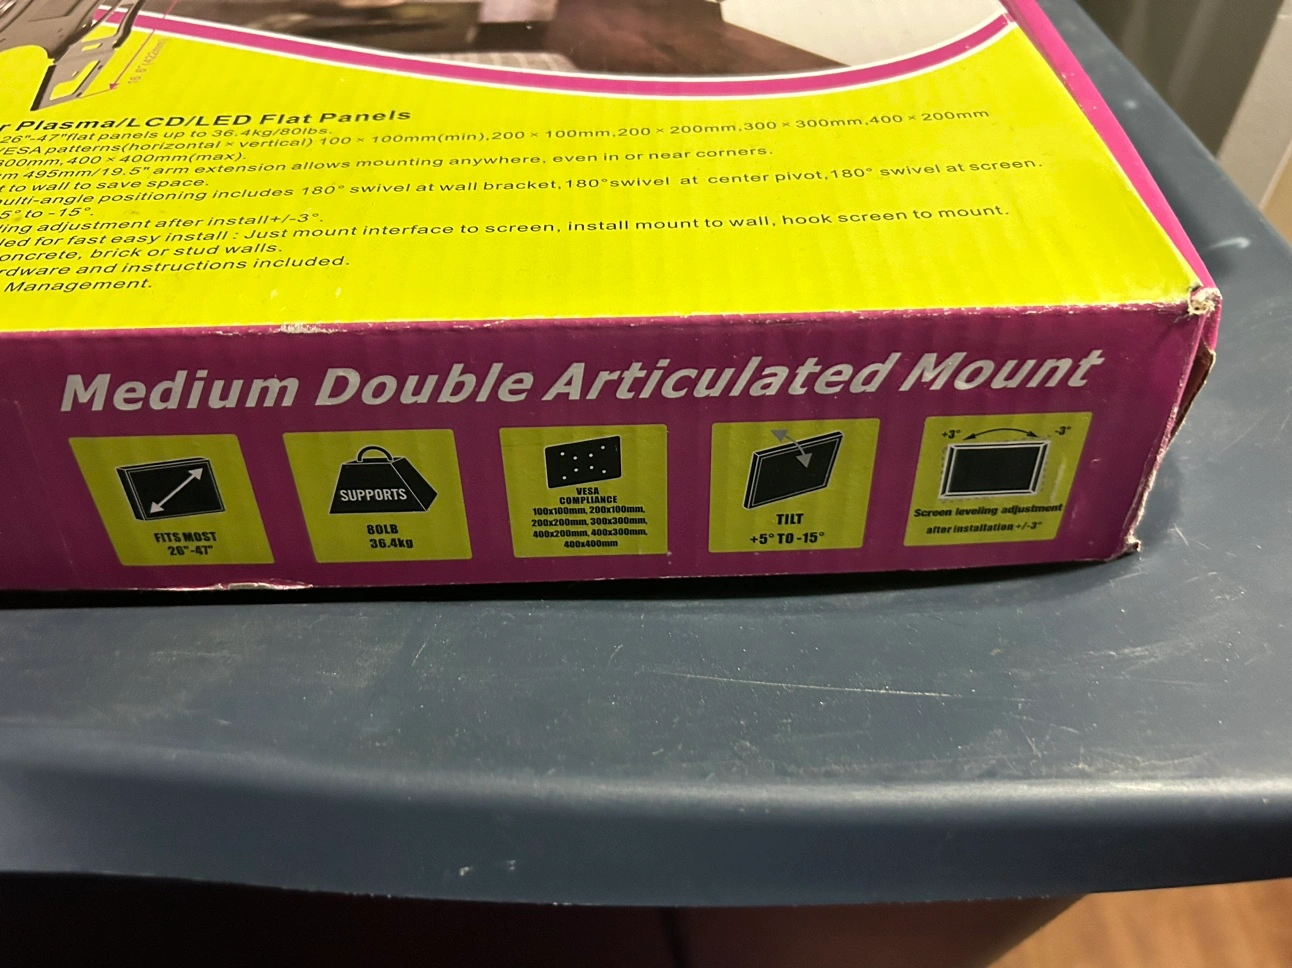 16.6"(422mm)
r Plasma/LCD/LED Flat Panels
26"-47"flat panels up to 36.4kg/80lbs.
VESA patterns(horizontal × vertical) 100 × 100mm(min),200 × 100mm,200 × 200mm,300 × 300mm,400 × 200mm
300mm, 400 × 400mm(max).
m 495mm/19.5" arm extension allows mounting anywhere, even in or near corners.
t to wall to save space.
ulti-angle positioning includes 180° swivel at wall bracket,180°swivel at center pivot,180° swivel at screen.
5° to -15°.
ling adjustment after install+/-3°.
led for fast easy install : Just mount interface to screen, install mount to wall, hook screen to mount.
oncrete, brick or stud walls.
rdware and instructions included.
Management.
Medium Double Articulated Mount
FITS MOST
26"-47"
SUPPORTS
80LB
36.4kg
VESA
COMPLIANCE
100x100mm, 200x100mm,
200x200mm, 300x300mm,
400x200mm, 400x300mm,
400x400mm
TILT
+5° TO -15°
+3° -3°
Screen leveling adjustment
after installation +/-3°